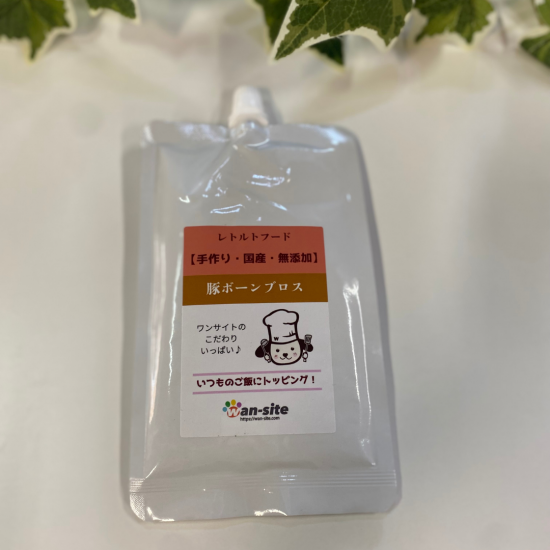 レトルトフード
【手作り・国産・無添加】
豚ボーンブロス
ワンサイトの
こだわり
いっぱい♪
W
いつものご飯にトッピング！
wan-site
https://wan-site.com